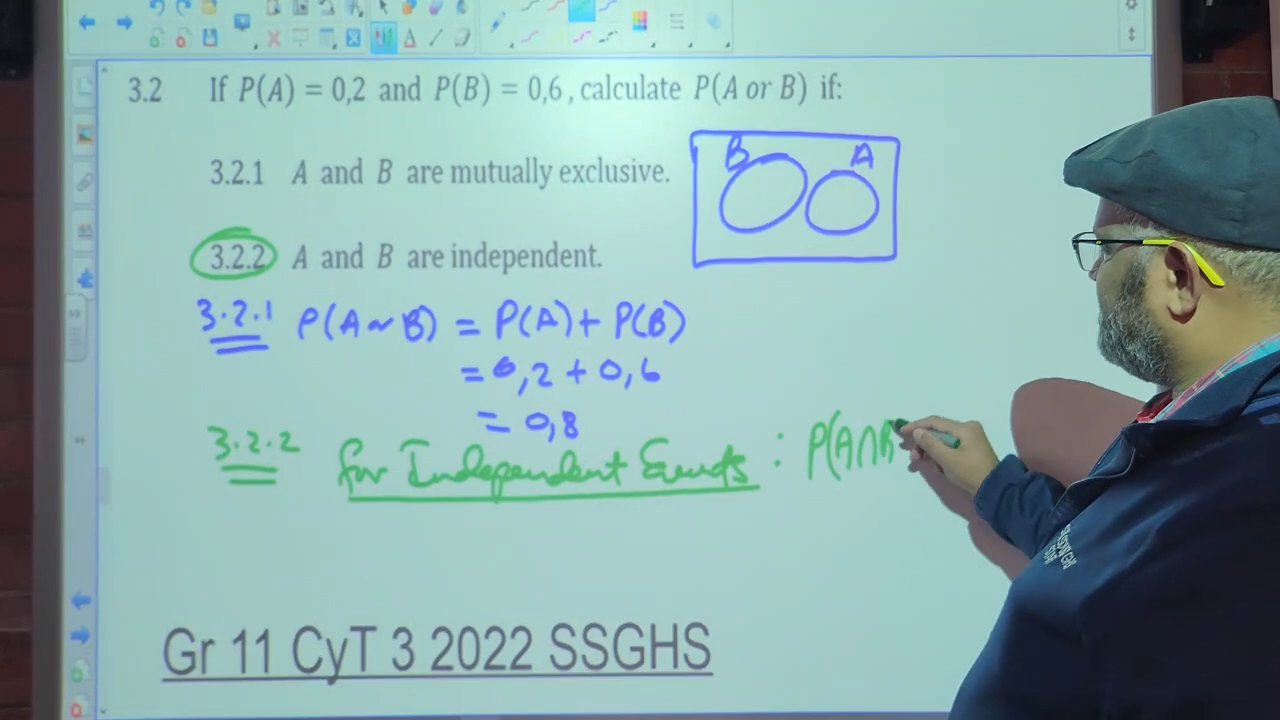 3.2 If P(A) = 0,2 and P(B) = 0,6, calculate P(A or B) if:
B A
3.2.1 A and B are mutually exclusive.
3.2.2 A and B are independent.
3.2.1 P(A or B) = P(A) + P(B)
= 0,2 + 0,6
= 0,8
3.2.2 for Independent Events : P(A∩B
Gr 11 CyT 3 2022 SSGHS